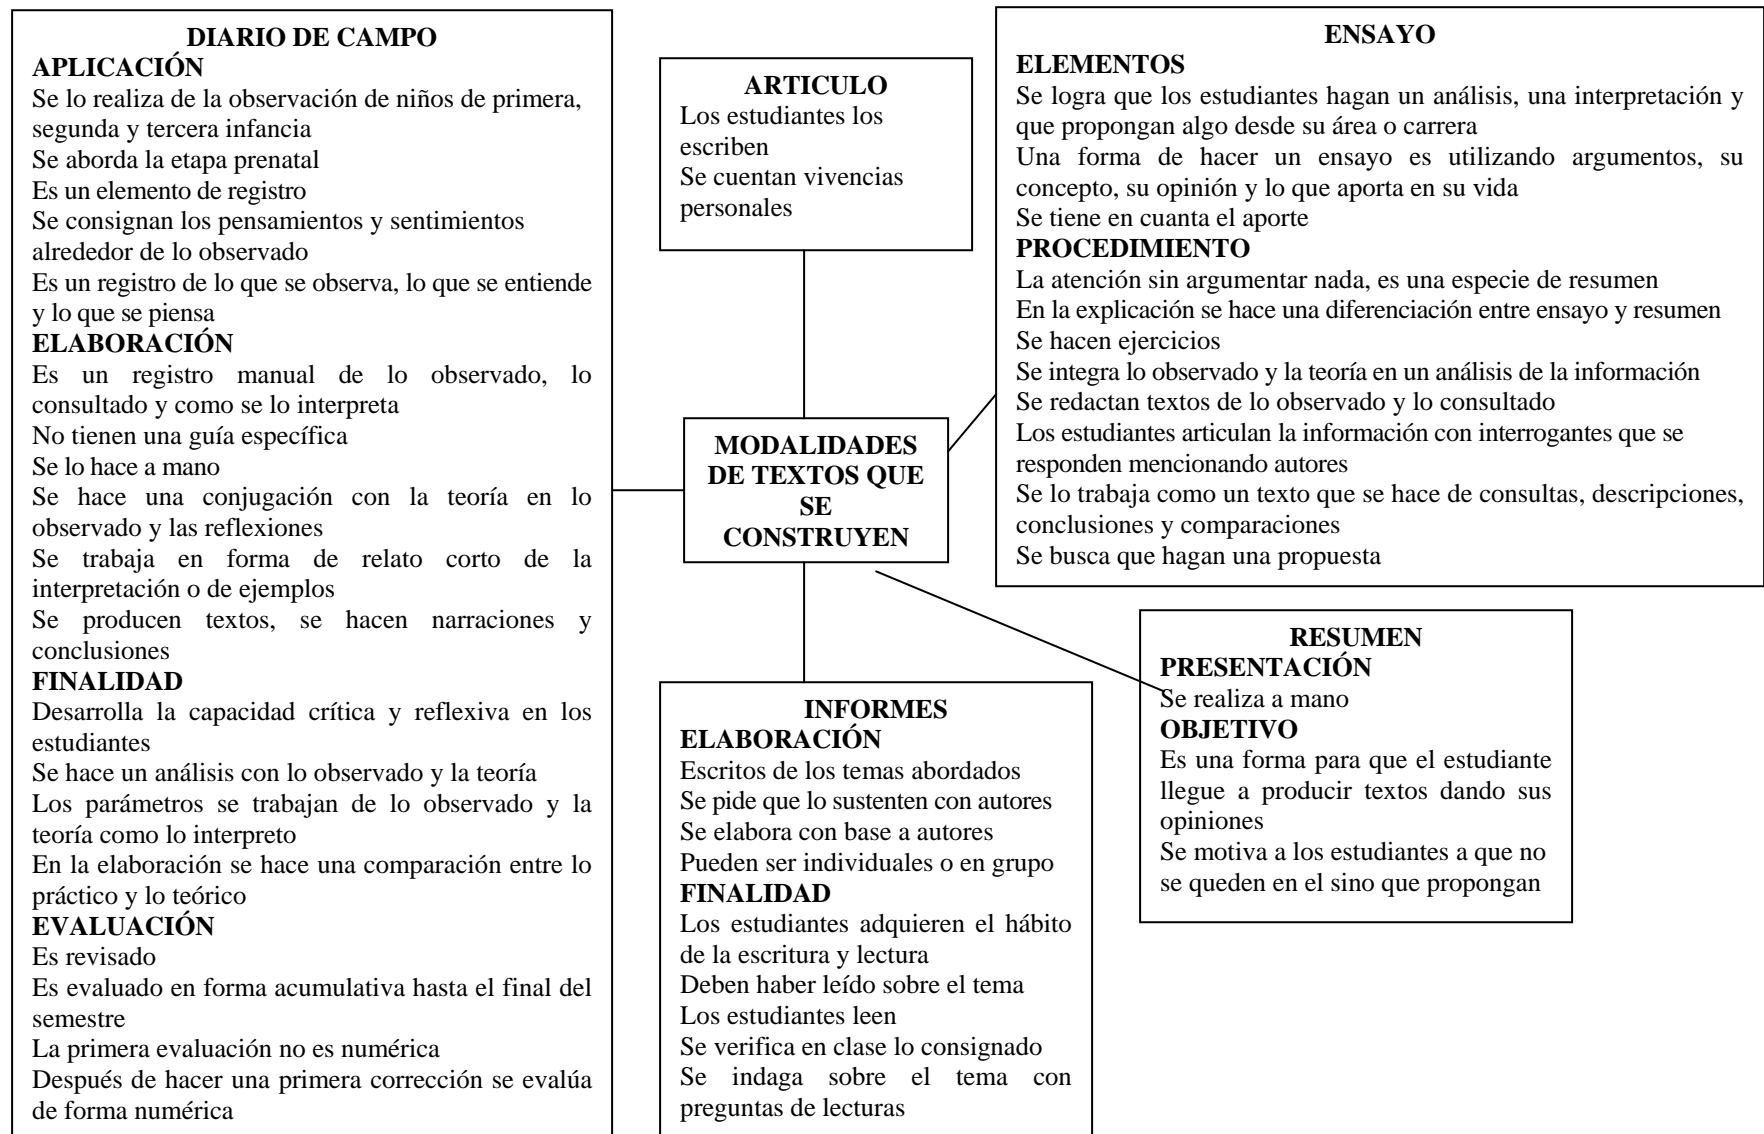 DIARIO DE CAMPO
APLICACIÓN
Se lo realiza de la observación de niños de primera,
segunda y tercera infancia
Se aborda la etapa prenatal
Es un elemento de registro
Se consignan los pensamientos y sentimientos
alrededor de lo observado
Es un registro de lo que se observa, lo que se entiende
y lo que se piensa
ELABORACIÓN
Es un registro manual de lo observado, lo
consultado y como se lo interpreta
No tienen una guía específica
Se lo hace a mano
Se hace una conjugación con la teoría en lo
observado y las reflexiones
Se trabaja en forma de relato corto de la
interpretación o de ejemplos
Se producen textos, se hacen narraciones y
conclusiones
FINALIDAD
Desarrolla la capacidad crítica y reflexiva en los
estudiantes
Se hace un análisis con lo observado y la teoría
Los parámetros se trabajan de lo observado y la
teoría como lo interpreto
En la elaboración se hace una comparación entre lo
práctico y lo teórico
EVALUACIÓN
Es revisado
Es evaluado en forma acumulativa hasta el final del
semestre
La primera evaluación no es numérica
Después de hacer una primera corrección se evalúa
de forma numérica
ARTICULO
Los estudiantes los
escriben
Se cuentan vivencias
personales
MODALIDADES
DE TEXTOS QUE
SE
CONSTRUYEN
INFORMES
ELABORACIÓN
Escritos de los temas abordados
Se pide que lo sustenten con autores
Se elabora con base a autores
Pueden ser individuales o en grupo
FINALIDAD
Los estudiantes adquieren el hábito
de la escritura y lectura
Deben haber leído sobre el tema
Los estudiantes leen
Se verifica en clase lo consignado
Se indaga sobre el tema con
preguntas de lecturas
ENSAYO
ELEMENTOS
Se logra que los estudiantes hagan un análisis, una interpretación y
que propongan algo desde su área o carrera
Una forma de hacer un ensayo es utilizando argumentos, su
concepto, su opinión y lo que aporta en su vida
Se tiene en cuanta el aporte
PROCEDIMIENTO
La atención sin argumentar nada, es una especie de resumen
En la explicación se hace una diferenciación entre ensayo y resumen
Se hacen ejercicios
Se integra lo observado y la teoría en un análisis de la información
Se redactan textos de lo observado y lo consultado
Los estudiantes articulan la información con interrogantes que se
responden mencionando autores
Se lo trabaja como un texto que se hace de consultas, descripciones,
conclusiones y comparaciones
Se busca que hagan una propuesta
RESUMEN
PRESENTACIÓN
Se realiza a mano
OBJETIVO
Es una forma para que el estudiante
llegue a producir textos dando sus
opiniones
Se motiva a los estudiantes a que no
se queden en el sino que propongan